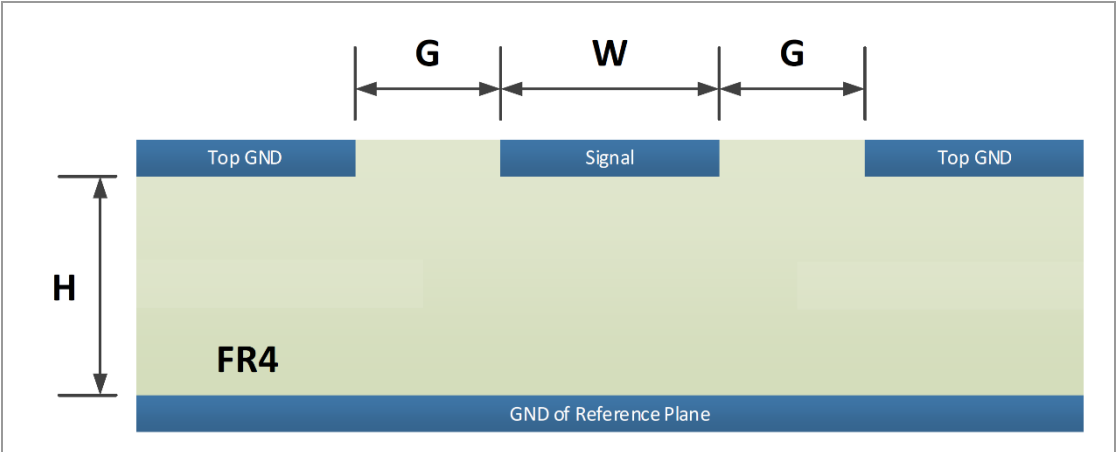 G
W
G
Top GND
Signal
Top GND
H
FR4
GND of Reference Plane